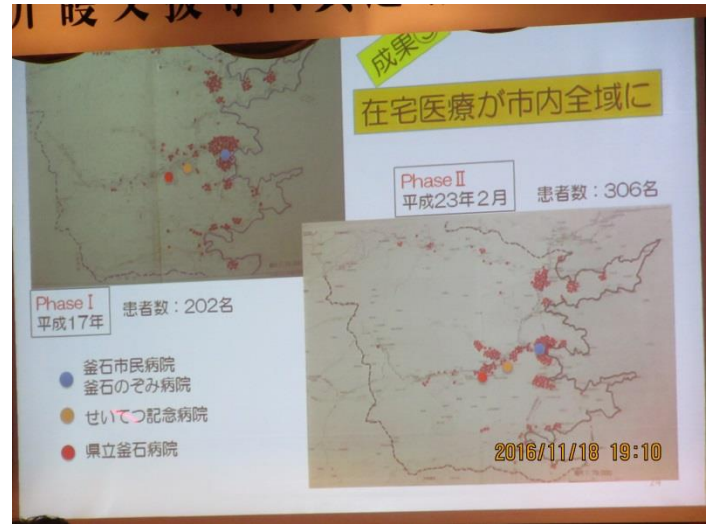 成果③
在宅医療が市内全域に
Phase Ⅱ
平成23年2月
患者数：306名
Phase Ⅰ
平成17年
患者数：202名
釜石市民病院
釜石のぞみ病院
せいてつ記念病院
県立釜石病院
2016/11/18 19:10